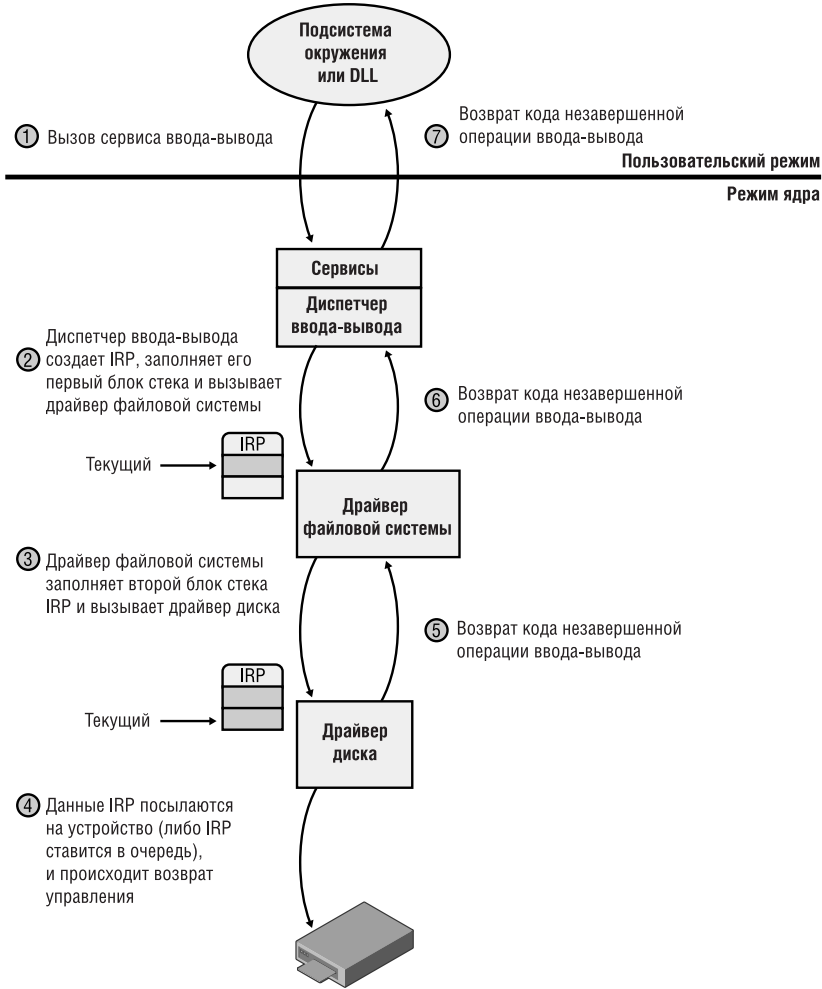 Подсистема
окружения
или DLL
1 Вызов сервиса ввода-вывода
7 Возврат кода незавершенной
операции ввода-вывода
Пользовательский режим
Режим ядра
Сервисы
Диспетчер
ввода-вывода
2 Диспетчер ввода-вывода
создает IRP, заполняет его
первый блок стека и вызывает
драйвер файловой системы
6 Возврат кода незавершенной
операции ввода-вывода
IRP
Текущий
Драйвер
файловой системы
3 Драйвер файловой системы
заполняет второй блок стека
IRP и вызывает драйвер диска
5 Возврат кода незавершенной
операции ввода-вывода
IRP
Текущий
Драйвер
диска
4 Данные IRP посылаются
на устройство (либо IRP
ставится в очередь),
и происходит возврат
управления